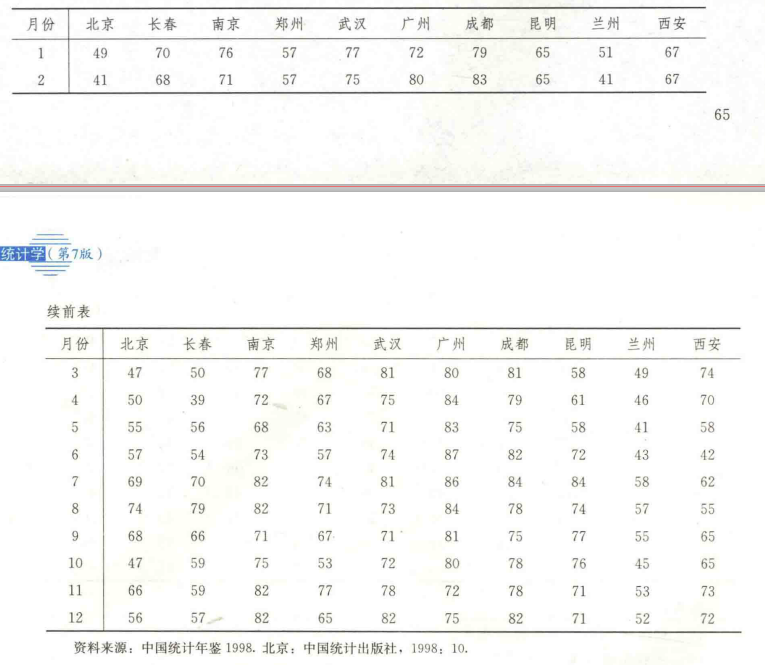 月份 北京 长春 南京 郑州 武汉 广州 成都 昆明 兰州 西安
1 49 70 76 57 77 72 79 65 51 67
2 41 68 71 57 75 80 83 65 41 67
65
统计学(第7版)
续前表
月份 北京 长春 南京 郑州 武汉 广州 成都 昆明 兰州 西安
3 47 50 77 68 81 80 81 58 49 74
4 50 39 72 67 75 84 79 61 46 70
5 55 56 68 63 71 83 75 58 41 58
6 57 54 73 57 74 87 82 72 43 42
7 69 70 82 74 81 86 84 84 58 62
8 74 79 82 71 73 84 78 74 57 55
9 68 66 71 67 71 81 75 77 55 65
10 47 59 75 53 72 80 78 76 45 65
11 66 59 82 77 78 72 78 71 53 73
12 56 57 82 65 82 75 82 71 52 72
资料来源：中国统计年鉴 1998. 北京：中国统计出版社，1998：10.